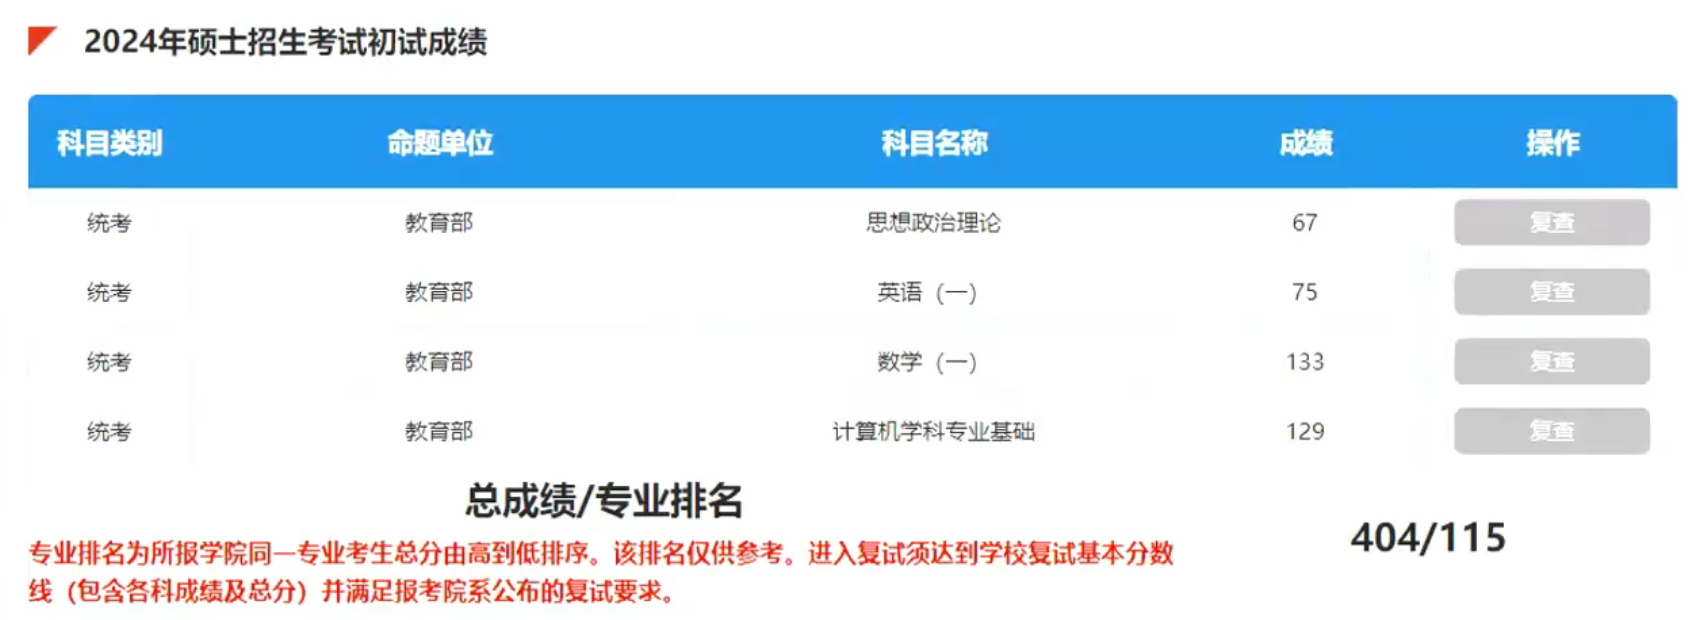 2024年硕士招生考试初试成绩
科目类别 命题单位 科目名称 成绩 操作
统考 教育部 思想政治理论 67 复查
统考 教育部 英语（一） 75 复查
统考 教育部 数学（一） 133 复查
统考 教育部 计算机学科专业基础 129 复查
总成绩/专业排名
404/115
专业排名为所报学院同一专业考生总分由高到低排序。该排名仅供参考。进入复试须达到学校复试基本分数
线（包含各科成绩及总分）并满足报考院系公布的复试要求。